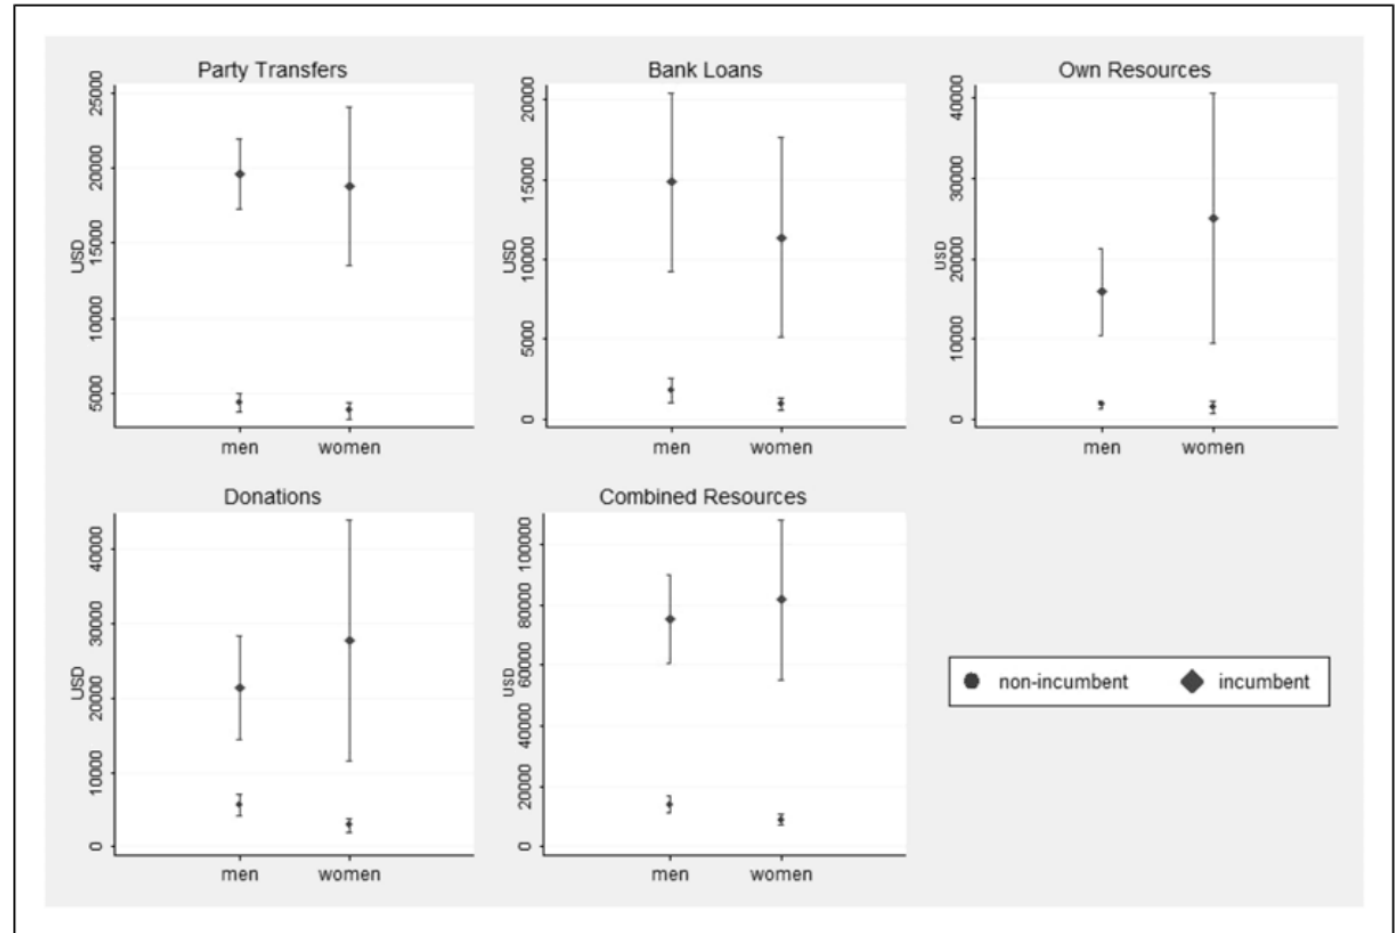 Party Transfers
USD
25000
20000
15000
10000
5000
men women
Bank Loans
USD
20000
15000
10000
5000
0
men women
Own Resources
USD
40000
30000
20000
10000
0
men women
Donations
USD
40000
30000
20000
10000
0
men women
Combined Resources
USD
100000
80000
60000
40000
20000
0
men women
non-incumbent incumbent